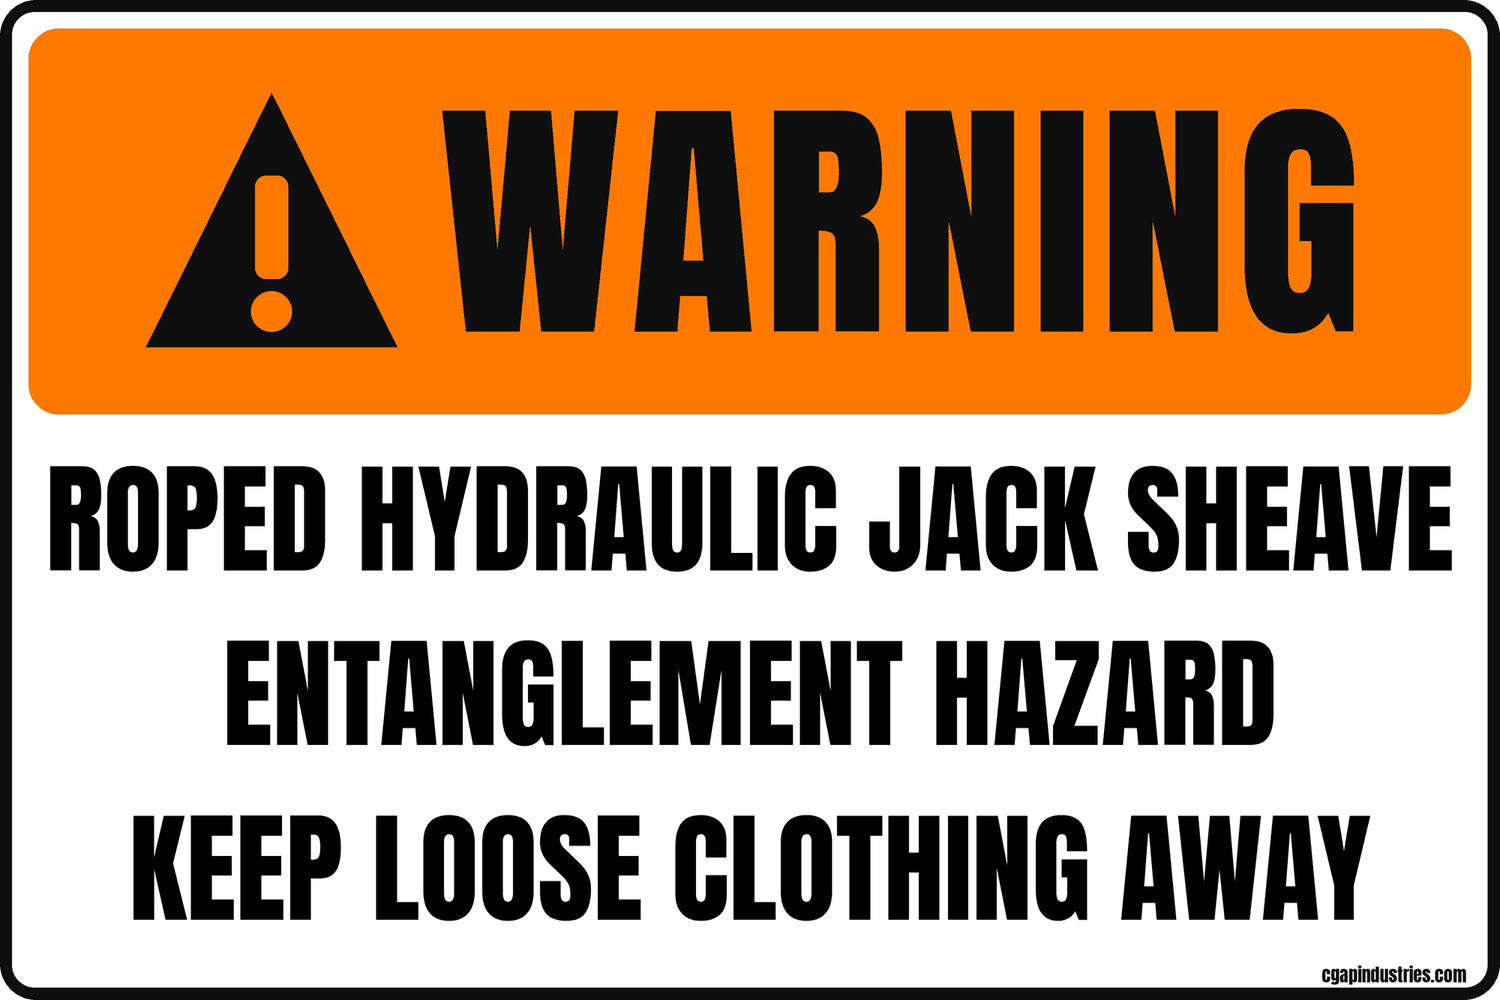 WARNING
ROPED HYDRAULIC JACK SHEAVE
ENTANGLEMENT HAZARD
KEEP LOOSE CLOTHING AWAY
cgapindustries.com